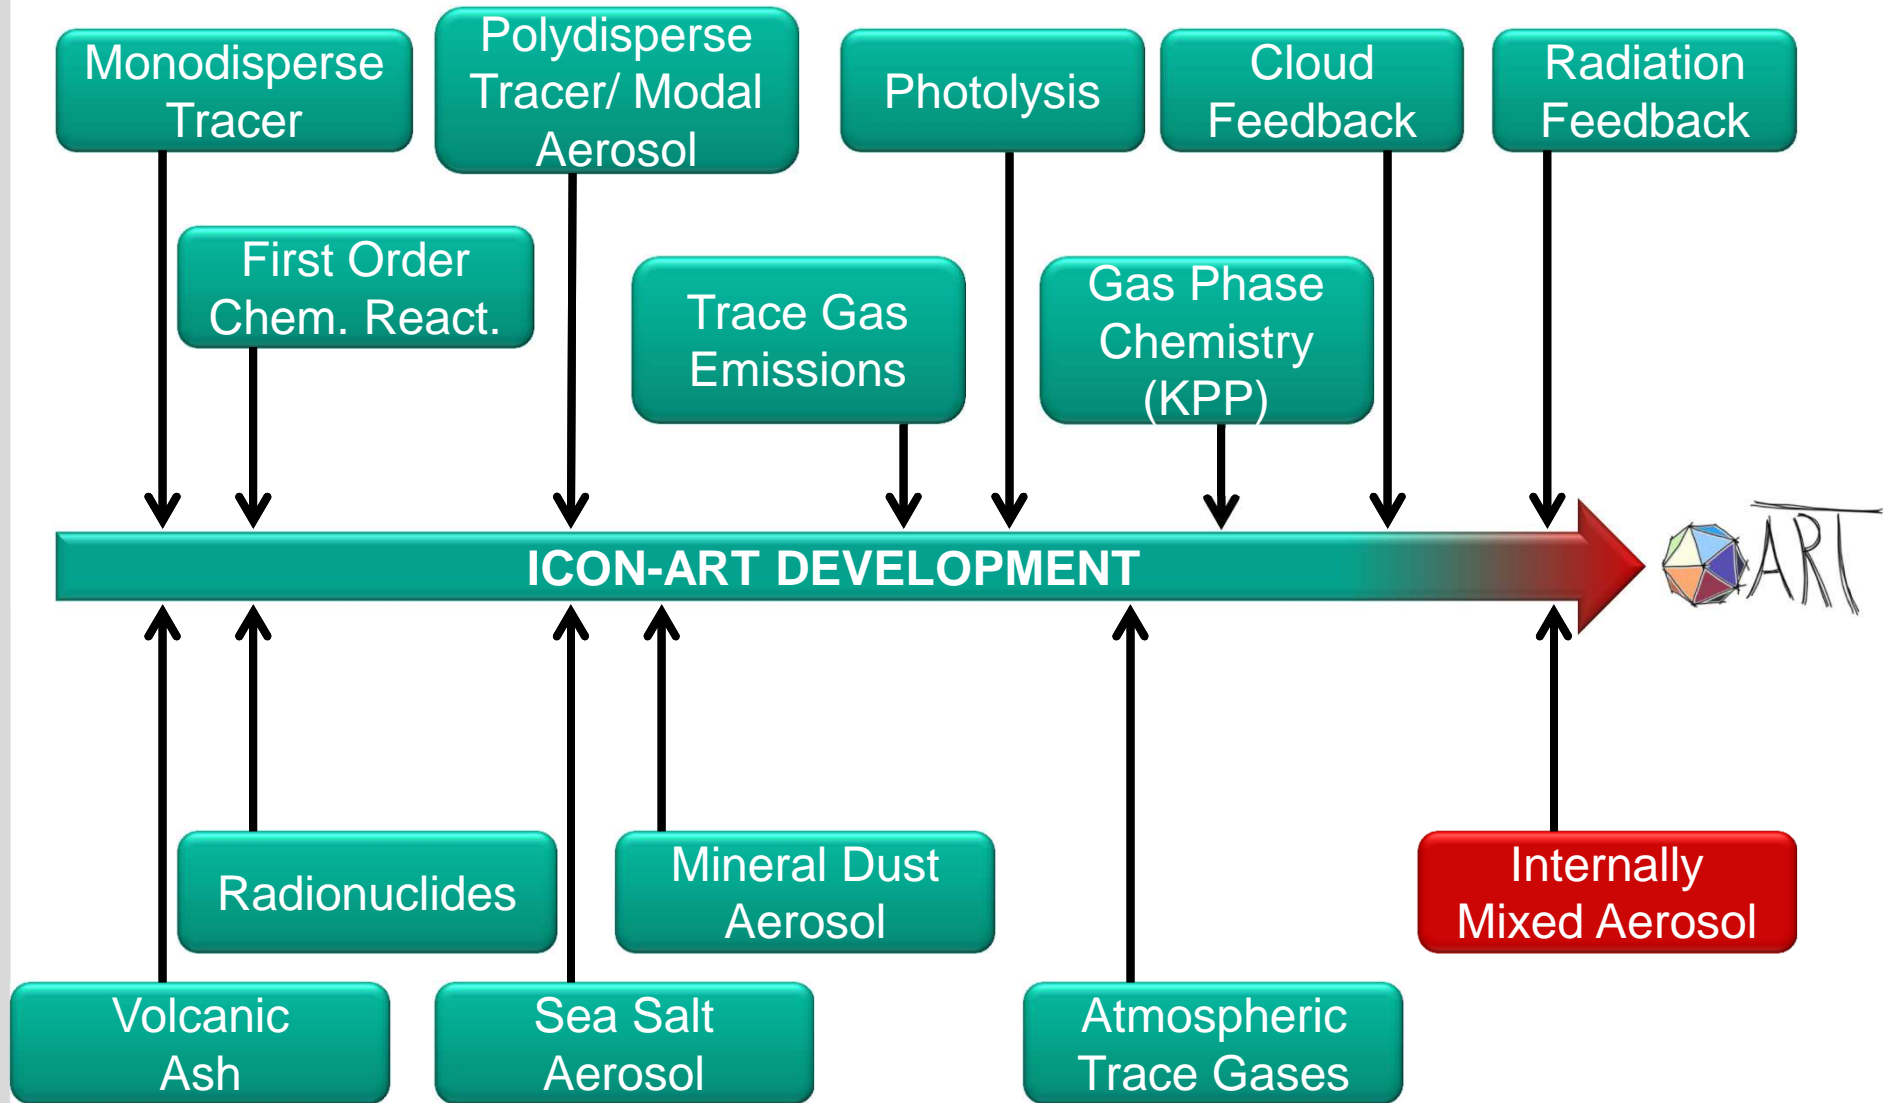 Monodisperse
Tracer
Polydisperse
Tracer/ Modal
Aerosol
Photolysis
Cloud
Feedback
Radiation
Feedback
First Order
Chem. React.
Trace Gas
Emissions
Gas Phase
Chemistry
(KPP)
ICON-ART DEVELOPMENT
ART
Radionuclides
Mineral Dust
Aerosol
Internally
Mixed Aerosol
Volcanic
Ash
Sea Salt
Aerosol
Atmospheric
Trace Gases